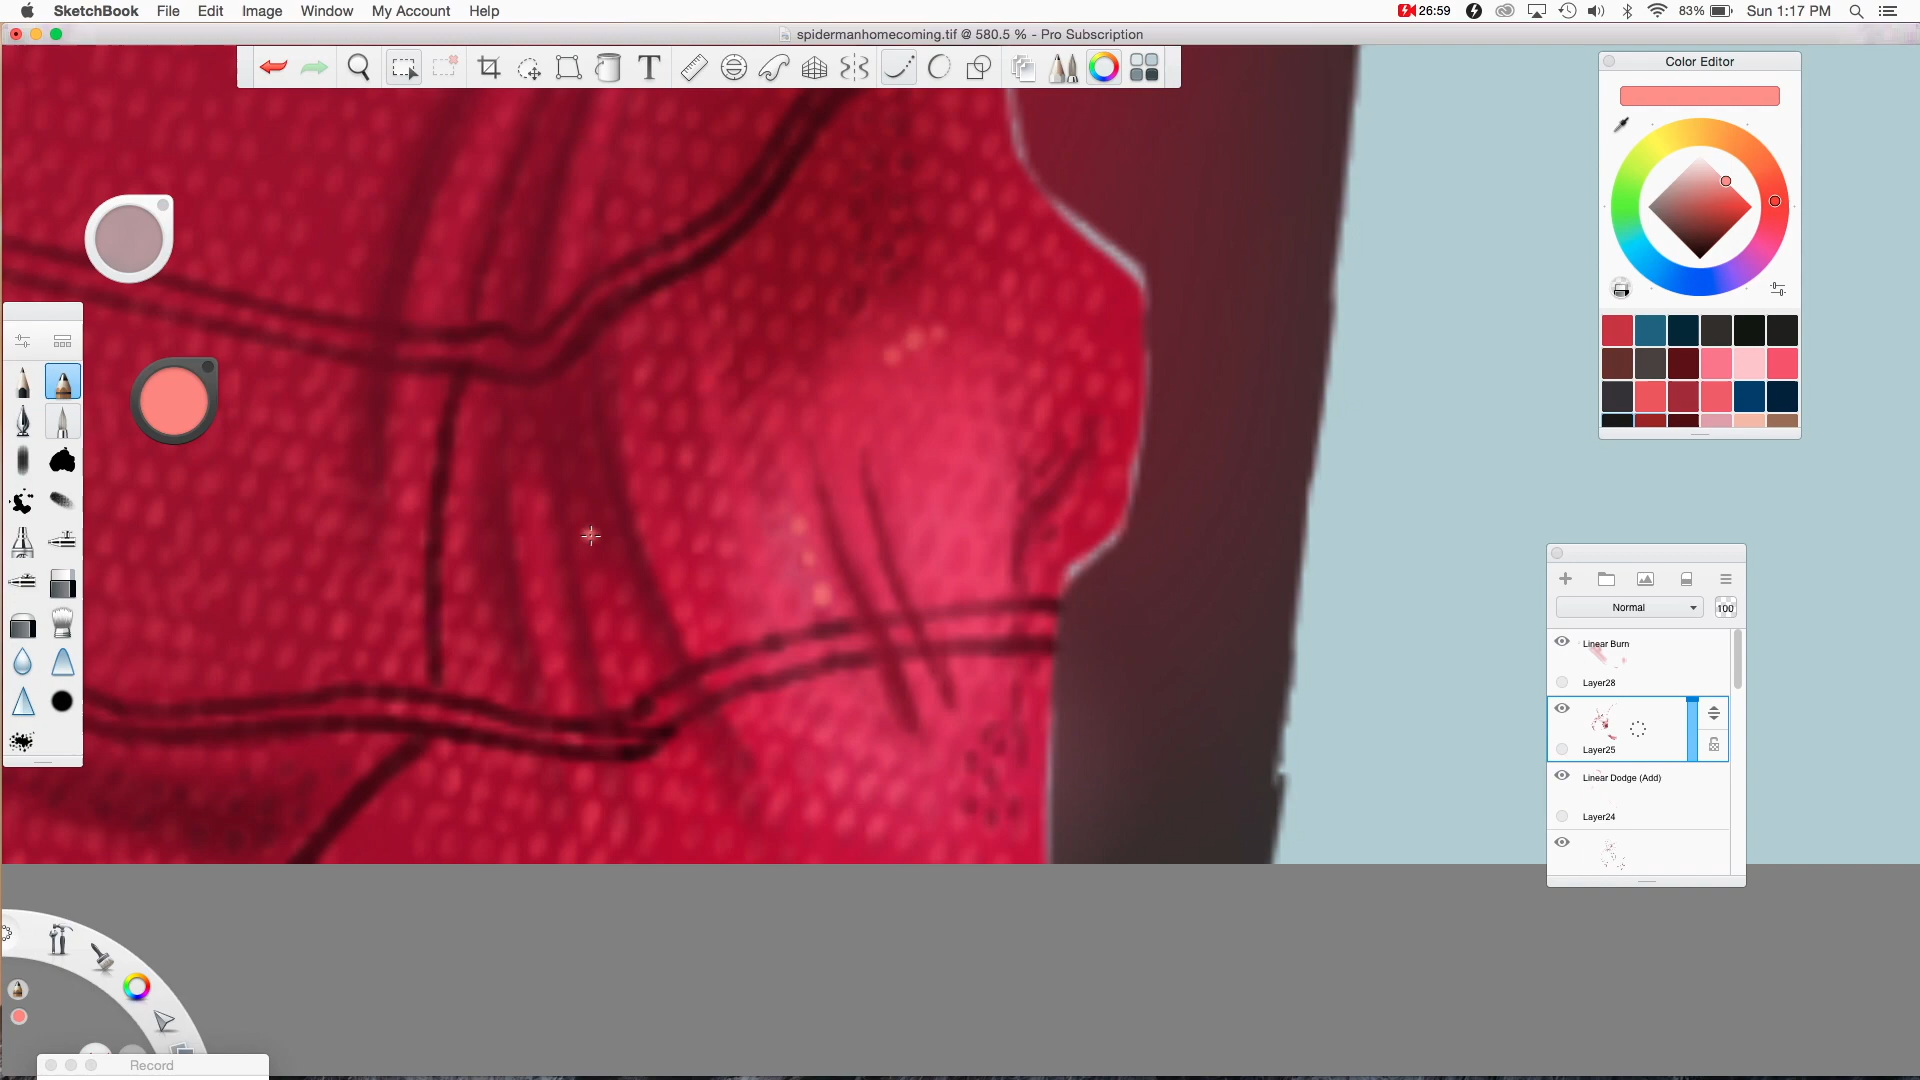 SketchBook File Edit Image Window My Account Help
26:59 83% Sun 1:17 PM
spidermanhomecoming.tif @ 580.5 % - Pro Subscription
T
Color Editor
Normal 100
Linear Burn
Layer28
Layer25
Linear Dodge (Add)
Layer24
Record